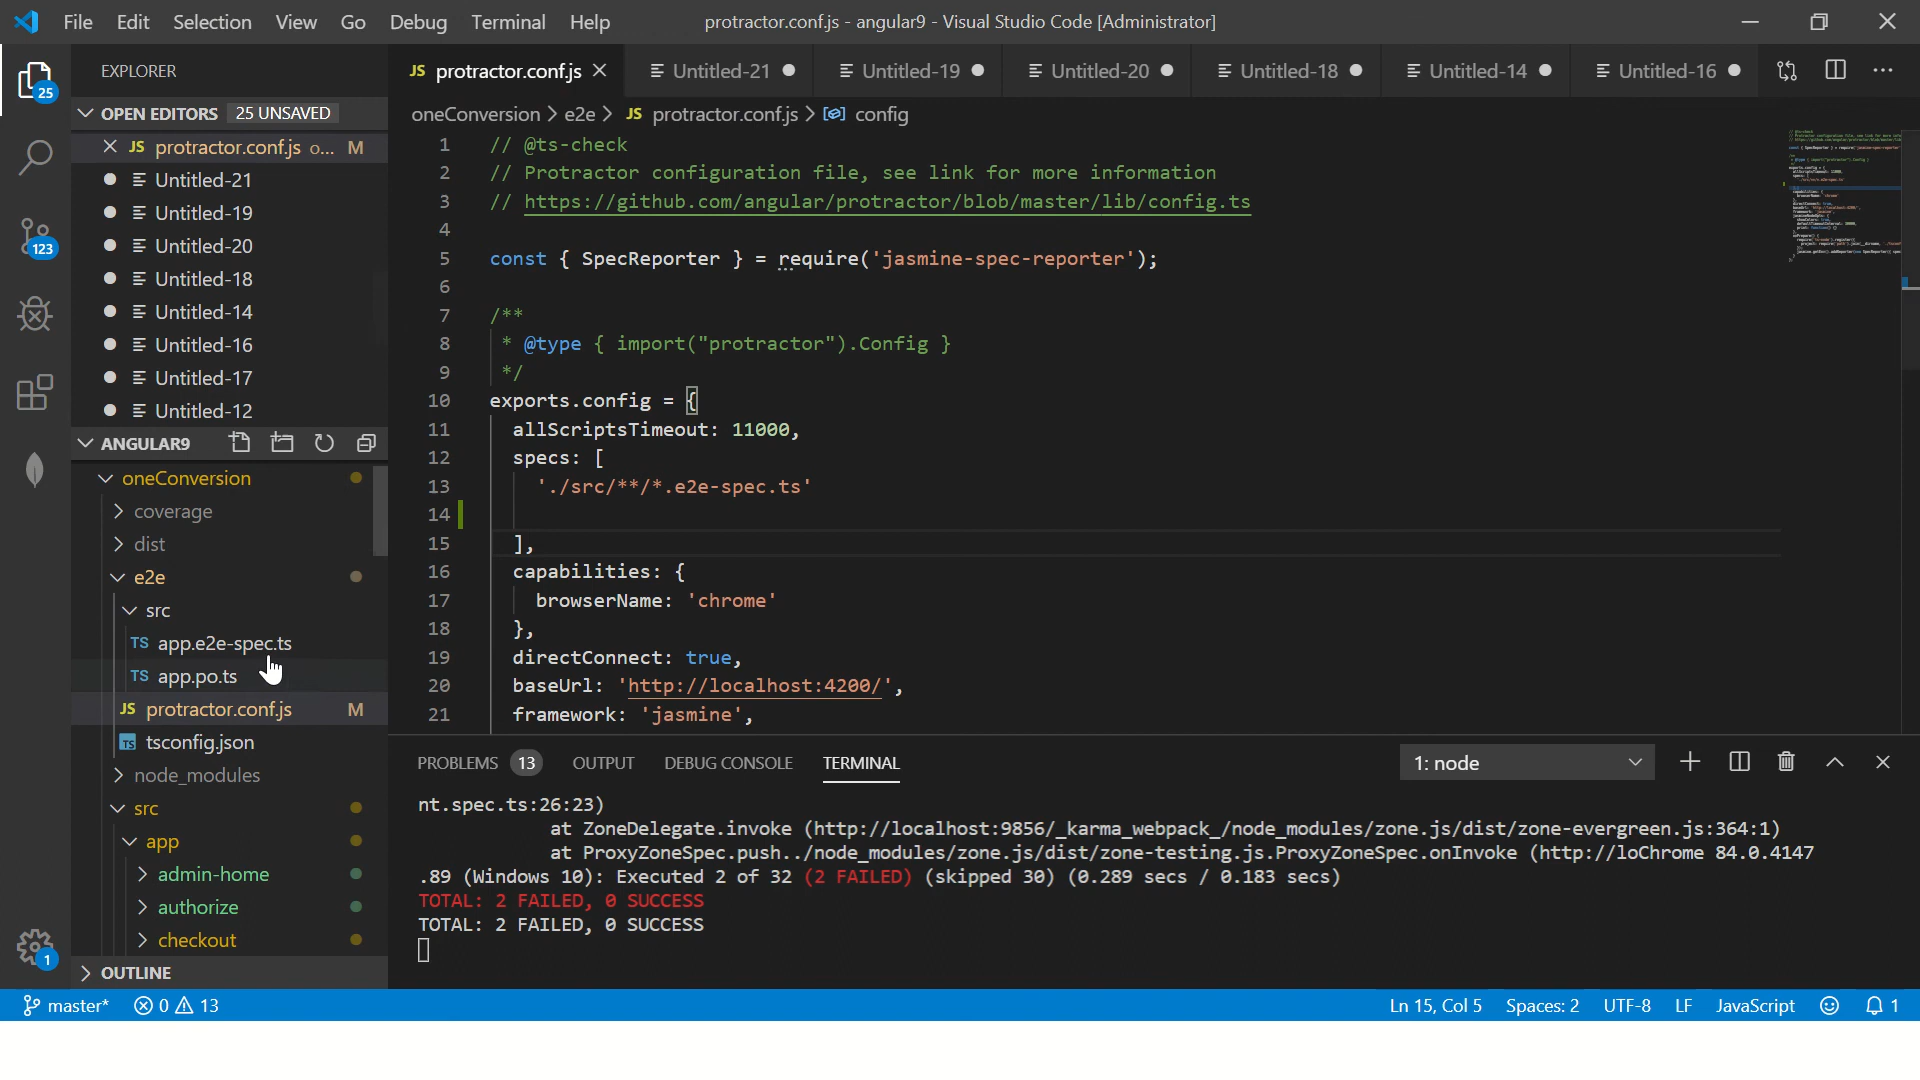 File Edit Selection View Go Debug Terminal Help
protractor.conf.js - angular9 - Visual Studio Code [Administrator]
EXPLORER
JS protractor.conf.js
Untitled-21
Untitled-19
Untitled-20
Untitled-18
Untitled-14
Untitled-16
OPEN EDITORS 25 UNSAVED
JS protractor.conf.js o... M
Untitled-21
Untitled-19
Untitled-20
Untitled-18
Untitled-14
Untitled-16
Untitled-17
Untitled-12
25
123
1
ANGULAR9
oneConversion
coverage
dist
e2e
src
TS app.e2e-spec.ts
TS app.po.ts
JS protractor.conf.js M
TS tsconfig.json
node_modules
src
app
admin-home
authorize
checkout
OUTLINE
oneConversion > e2e > JS protractor.conf.js > config
1 // @ts-check
2 // Protractor configuration file, see link for more information
3 // https://github.com/angular/protractor/blob/master/lib/config.ts
4
5 const { SpecReporter } = require('jasmine-spec-reporter');
6
7 /**
8 * @type { import("protractor").Config }
9 */
10 exports.config = {
11 allScriptsTimeout: 11000,
12 specs: [
13 './src/**/*.e2e-spec.ts'
14
15 ],
16 capabilities: {
17 browserName: 'chrome'
18 },
19 directConnect: true,
20 baseUrl: 'http://localhost:4200/',
21 framework: 'jasmine',
PROBLEMS 13 OUTPUT DEBUG CONSOLE TERMINAL
1: node
nt.spec.ts:26:23)
at ZoneDelegate.invoke (http://localhost:9856/_karma_webpack_/node_modules/zone.js/dist/zone-evergreen.js:364:1)
at ProxyZoneSpec.push../node_modules/zone.js/dist/zone-testing.js.ProxyZoneSpec.onInvoke (http://loChrome 84.0.4147
.89 (Windows 10): Executed 2 of 32 (2 FAILED) (skipped 30) (0.289 secs / 0.183 secs)
TOTAL: 2 FAILED, 0 SUCCESS
TOTAL: 2 FAILED, 0 SUCCESS
master* 0 13
Ln 15, Col 5 Spaces: 2 UTF-8 LF JavaScript 1